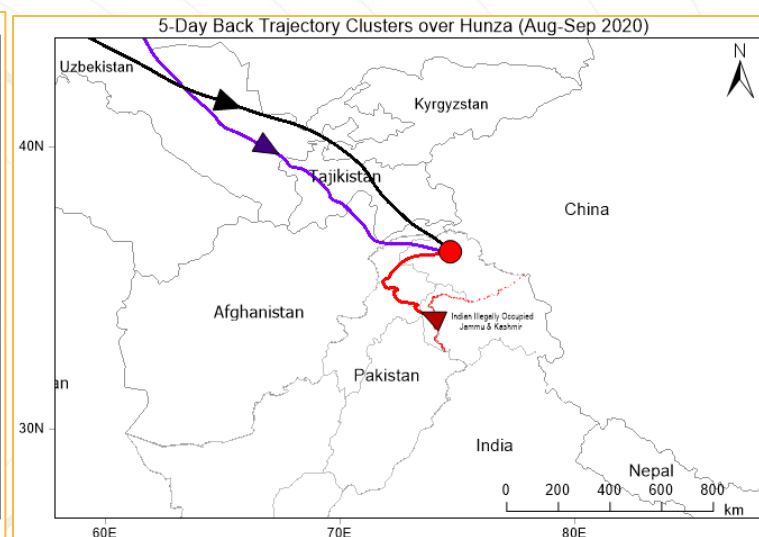 5-Day Back Trajectory Clusters over Hunza (Aug-Sep 2020)
N
Uzbekistan
Kyrgyzstan
40N
Tajikistan
China
Afghanistan
Indian Illegally Occupied
Jammu & Kashmir
Pakistan
an
30N
India
Nepal
0 200 400 600 800
km
60E 70E 80E